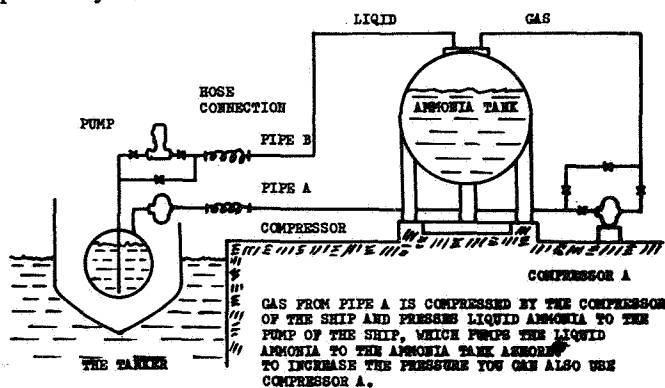 LIQID GAS
HOSE
CONNECTION
AMMONIA TANK
PUMP
PIPE B
PIPE A
COMPRESSOR
COMPRESSOR A
GAS FROM PIPE A IS COMPRESSED BY THE COMPRESSOR
OF THE SHIP AND PRESSES LIQUID AMMONIA TO THE
PUMP OF THE SHIP, WHICH PUMPS THE LIQUID
AMMONIA TO THE AMMONIA TANK ASHORE
TO INCREASE THE PRESSURE YOU CAN ALSO USE
COMPRESSOR A.
THE TANKER